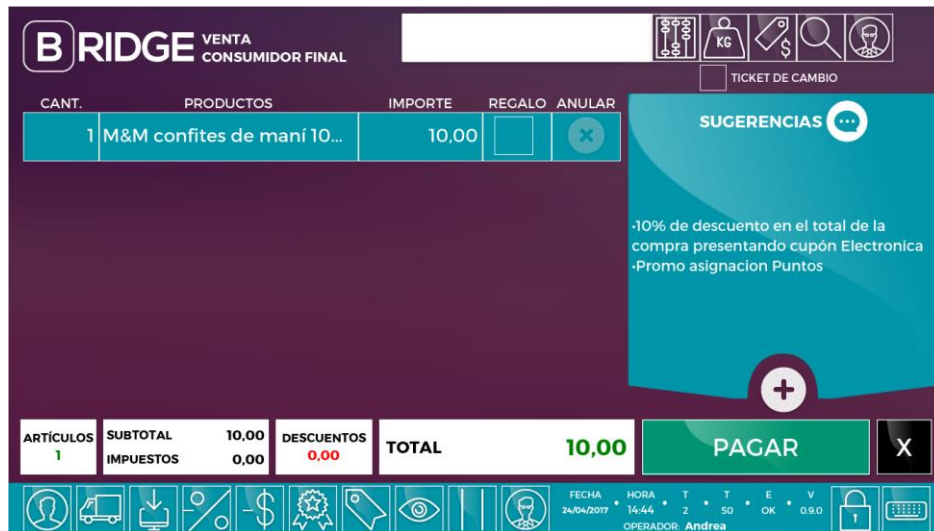 BRIDGE VENTA
CONSUMIDOR FINAL
KG
$
TICKET DE CAMBIO
CANT. PRODUCTOS IMPORTE REGALO ANULAR
1 M&M confites de maní 10... 10,00
SUGERENCIAS
•10% de descuento en el total de la
compra presentando cupón Electronica
•Promo asignacion Puntos
ARTÍCULOS SUBTOTAL 10,00 DESCUENTOS TOTAL 10,00 PAGAR X
1 IMPUESTOS 0,00 0,00
-$
FECHA HORA T T E V
24/04/2017 • 14:44 • 2 • 50 • OK • 0.9.0
OPERADOR: Andrea